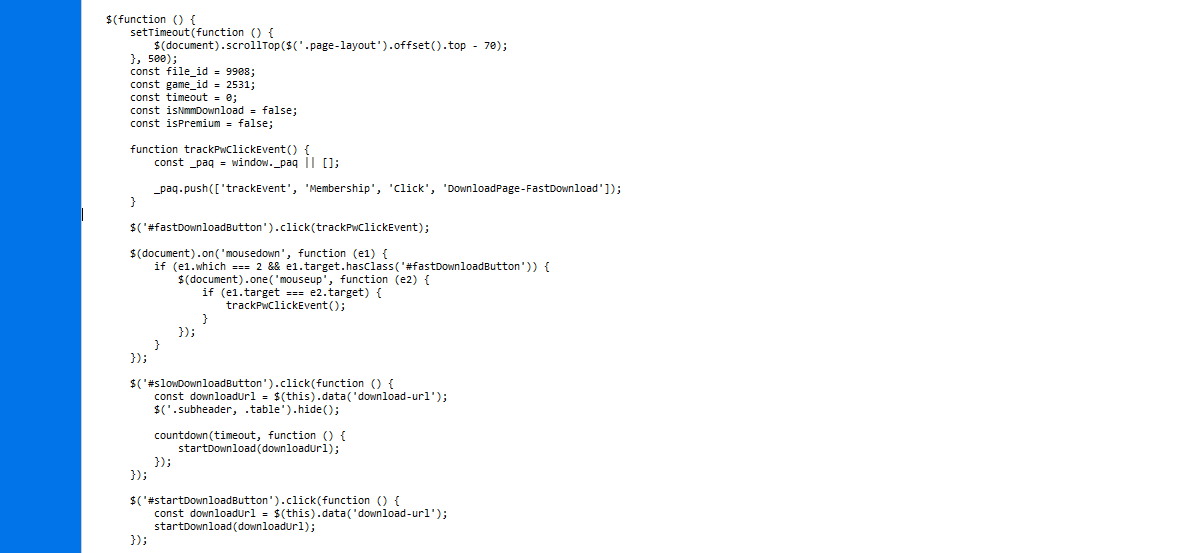 $(function () {
    setTimeout(function () {
        $(document).scrollTop($('.page-layout').offset().top - 70);
    }, 500);
    const file_id = 9908;
    const game_id = 2531;
    const timeout = 0;
    const isNmmDownload = false;
    const isPremium = false;

    function trackPwClickEvent() {
        const _paq = window._paq || [];

        _paq.push(['trackEvent', 'Membership', 'Click', 'DownloadPage-FastDownload']);
    }

    $('#fastDownloadButton').click(trackPwClickEvent);

    $(document).on('mousedown', function (e1) {
        if (e1.which === 2 && e1.target.hasClass('#fastDownloadButton')) {
            $(document).one('mouseup', function (e2) {
                if (e1.target === e2.target) {
                    trackPwClickEvent();
                }
            });
        }
    });

    $('#slowDownloadButton').click(function () {
        const downloadUrl = $(this).data('download-url');
        $('.subheader, .table').hide();

        countdown(timeout, function () {
            startDownload(downloadUrl);
        });
    });

    $('#startDownloadButton').click(function () {
        const downloadUrl = $(this).data('download-url');
        startDownload(downloadUrl);
    });